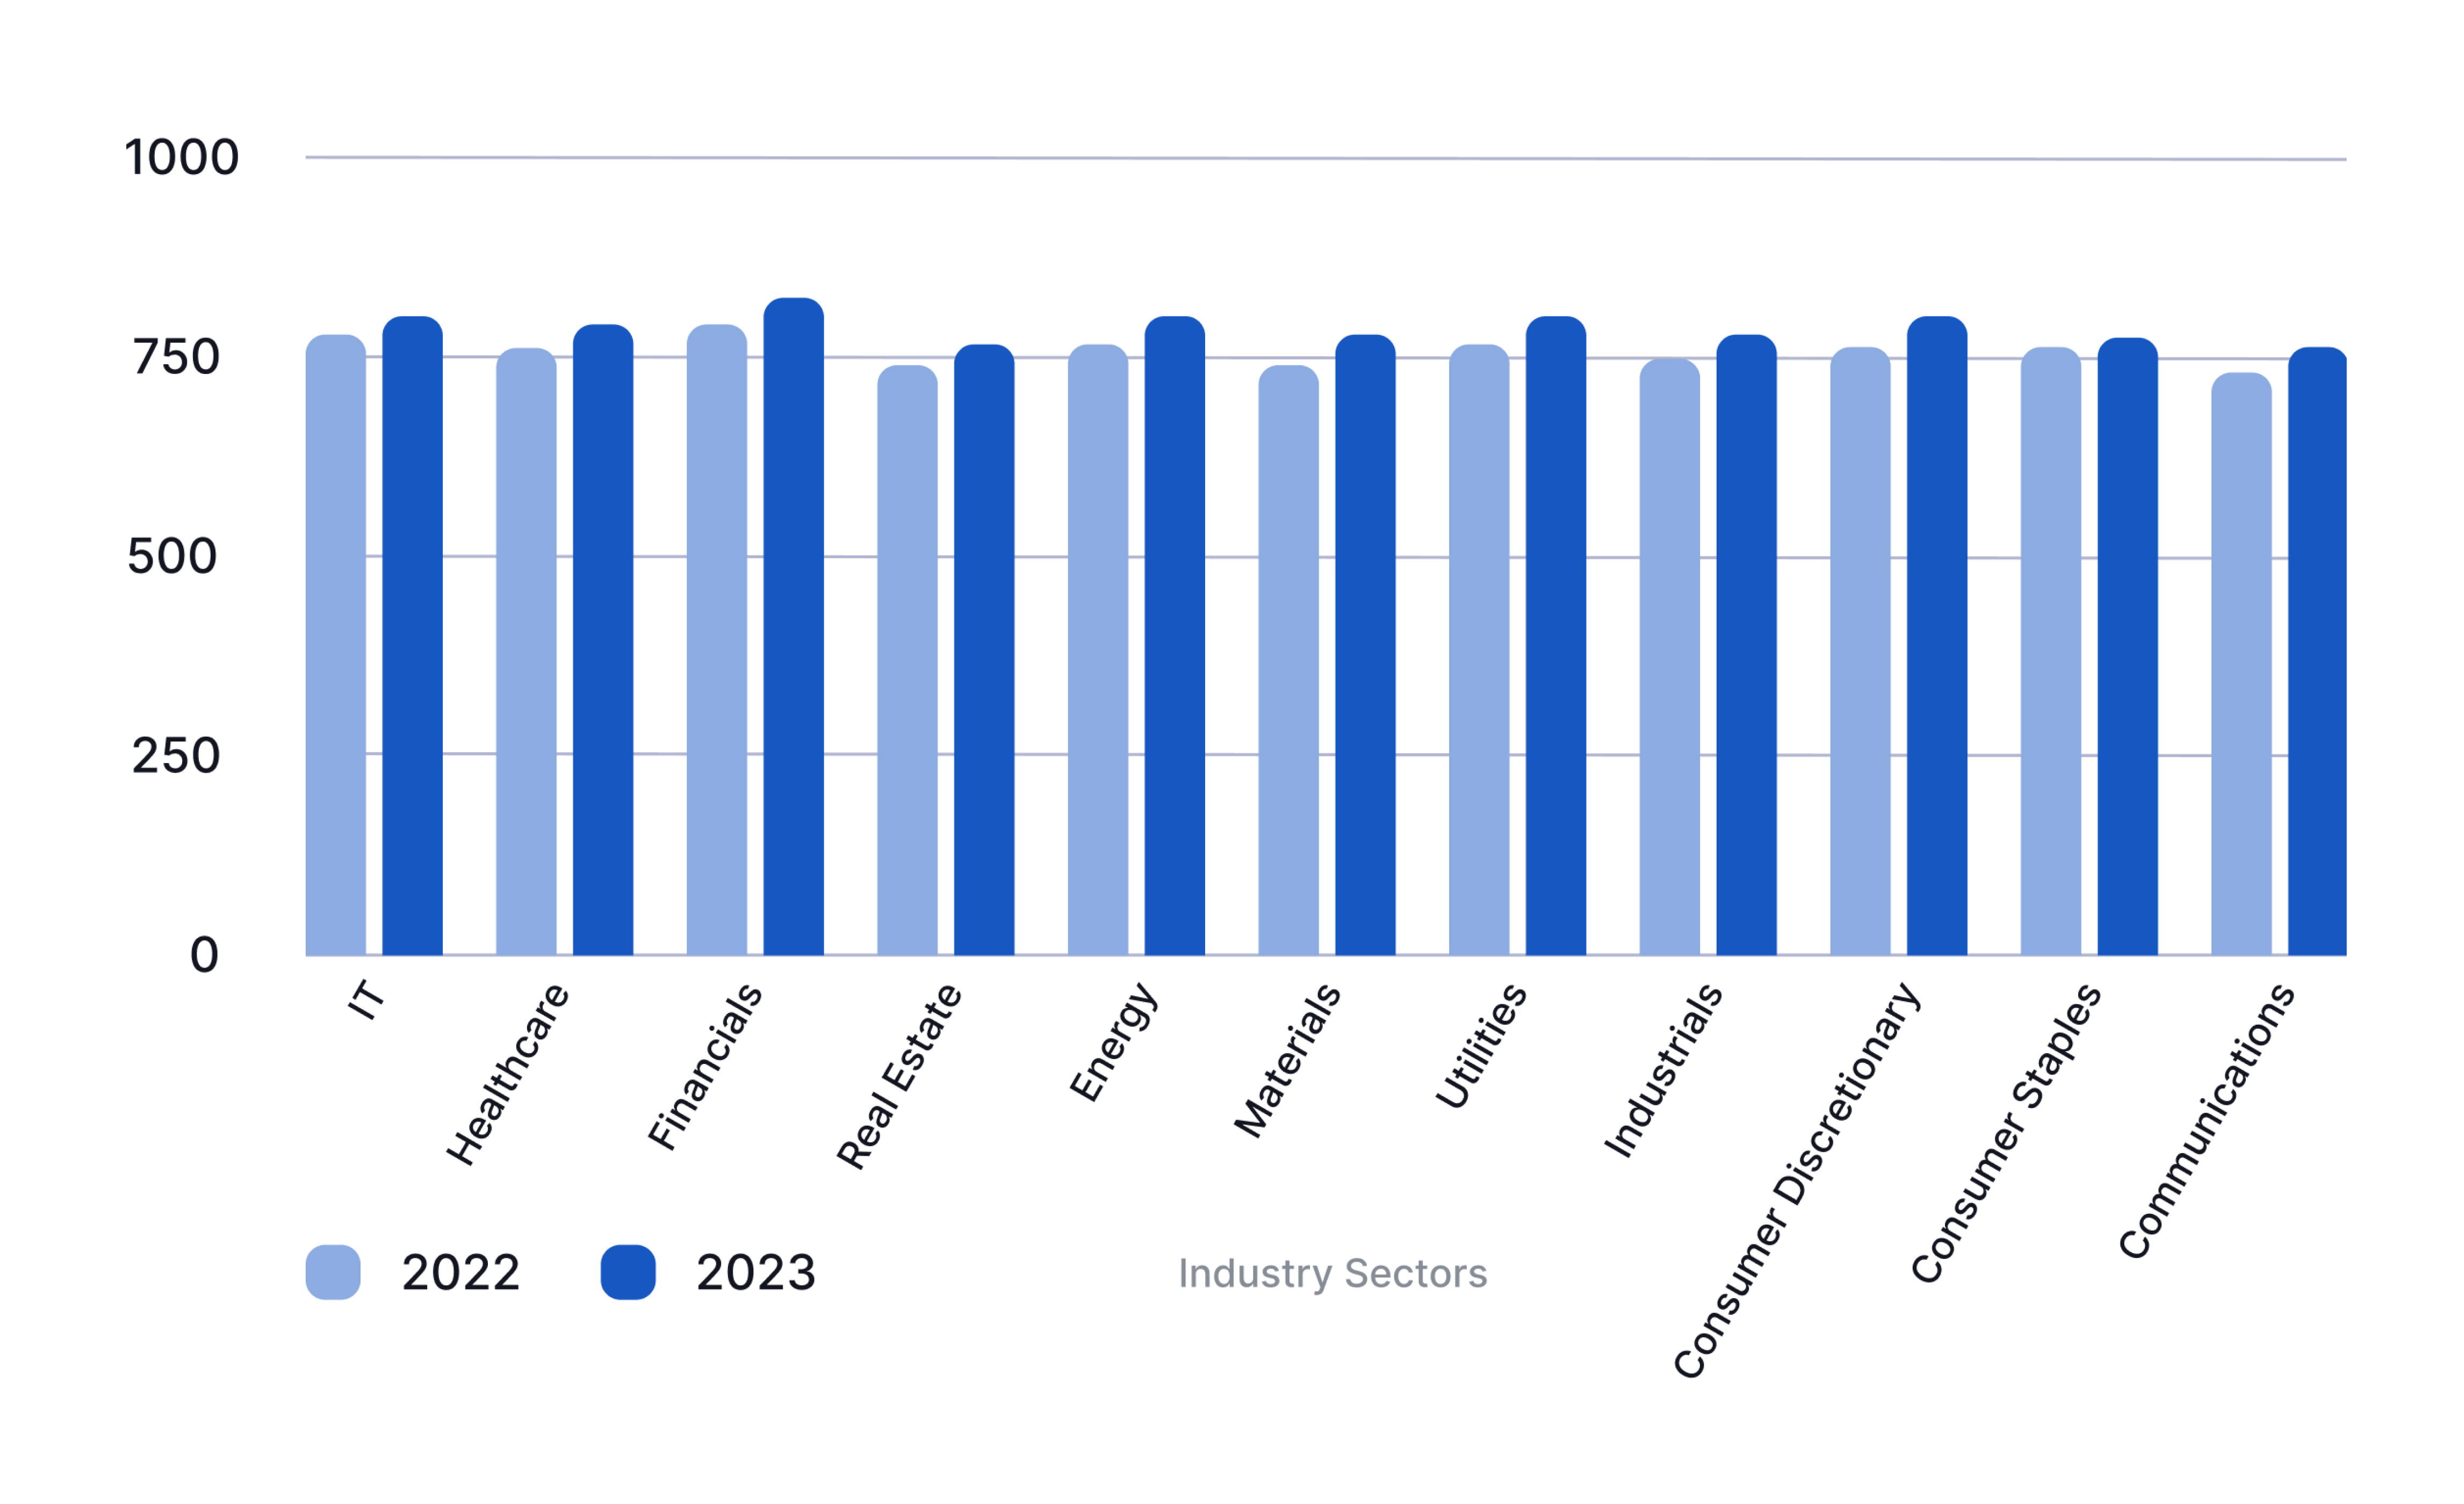 1000
750
500
250
0
IT
Healthcare
Financials
Real Estate
Energy
Materials
Utilities
Industrials
Consumer Discretionary
Consumer Staples
Communications
2022
2023
Industry Sectors